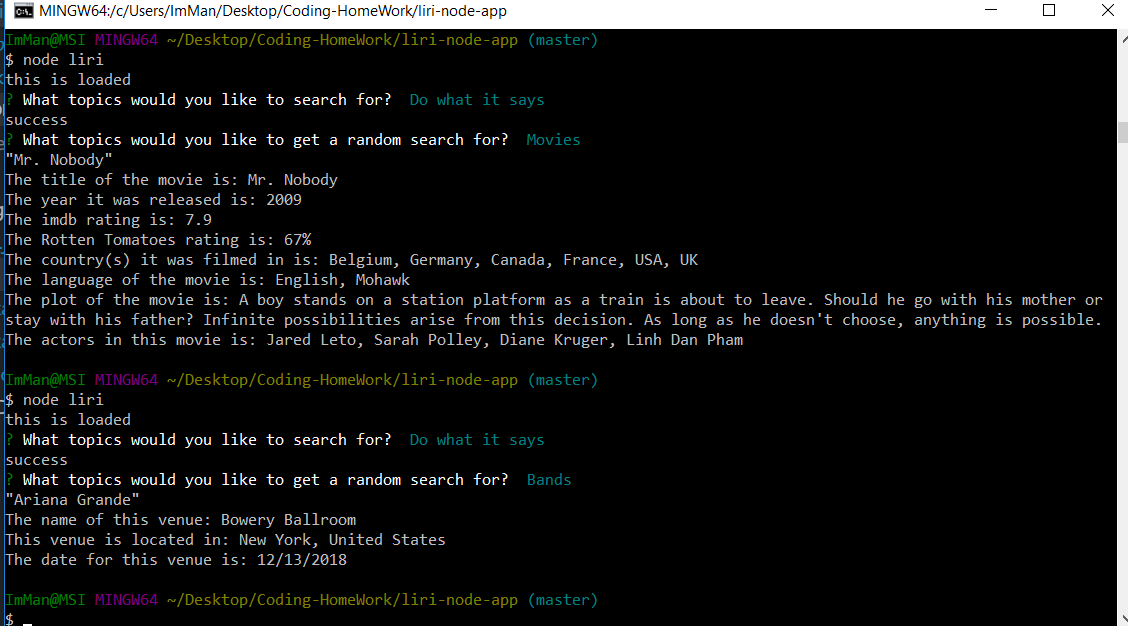 MINGW64:/c/Users/ImMan/Desktop/Coding-HomeWork/liri-node-app
ImMan@MSI MINGW64 ~/Desktop/Coding-HomeWork/liri-node-app (master)
$ node liri
this is loaded
? What topics would you like to search for?  Do what it says
success
? What topics would you like to get a random search for?  Movies
"Mr. Nobody"
The title of the movie is: Mr. Nobody
The year it was released is: 2009
The imdb rating is: 7.9
The Rotten Tomatoes rating is: 67%
The country(s) it was filmed in is: Belgium, Germany, Canada, France, USA, UK
The language of the movie is: English, Mohawk
The plot of the movie is: A boy stands on a station platform as a train is about to leave. Should he go with his mother or
stay with his father? Infinite possibilities arise from this decision. As long as he doesn't choose, anything is possible.
The actors in this movie is: Jared Leto, Sarah Polley, Diane Kruger, Linh Dan Pham
ImMan@MSI MINGW64 ~/Desktop/Coding-HomeWork/liri-node-app (master)
$ node liri
this is loaded
? What topics would you like to search for?  Do what it says
success
? What topics would you like to get a random search for?  Bands
"Ariana Grande"
The name of this venue: Bowery Ballroom
This venue is located in: New York, United States
The date for this venue is: 12/13/2018
ImMan@MSI MINGW64 ~/Desktop/Coding-HomeWork/liri-node-app (master)
$